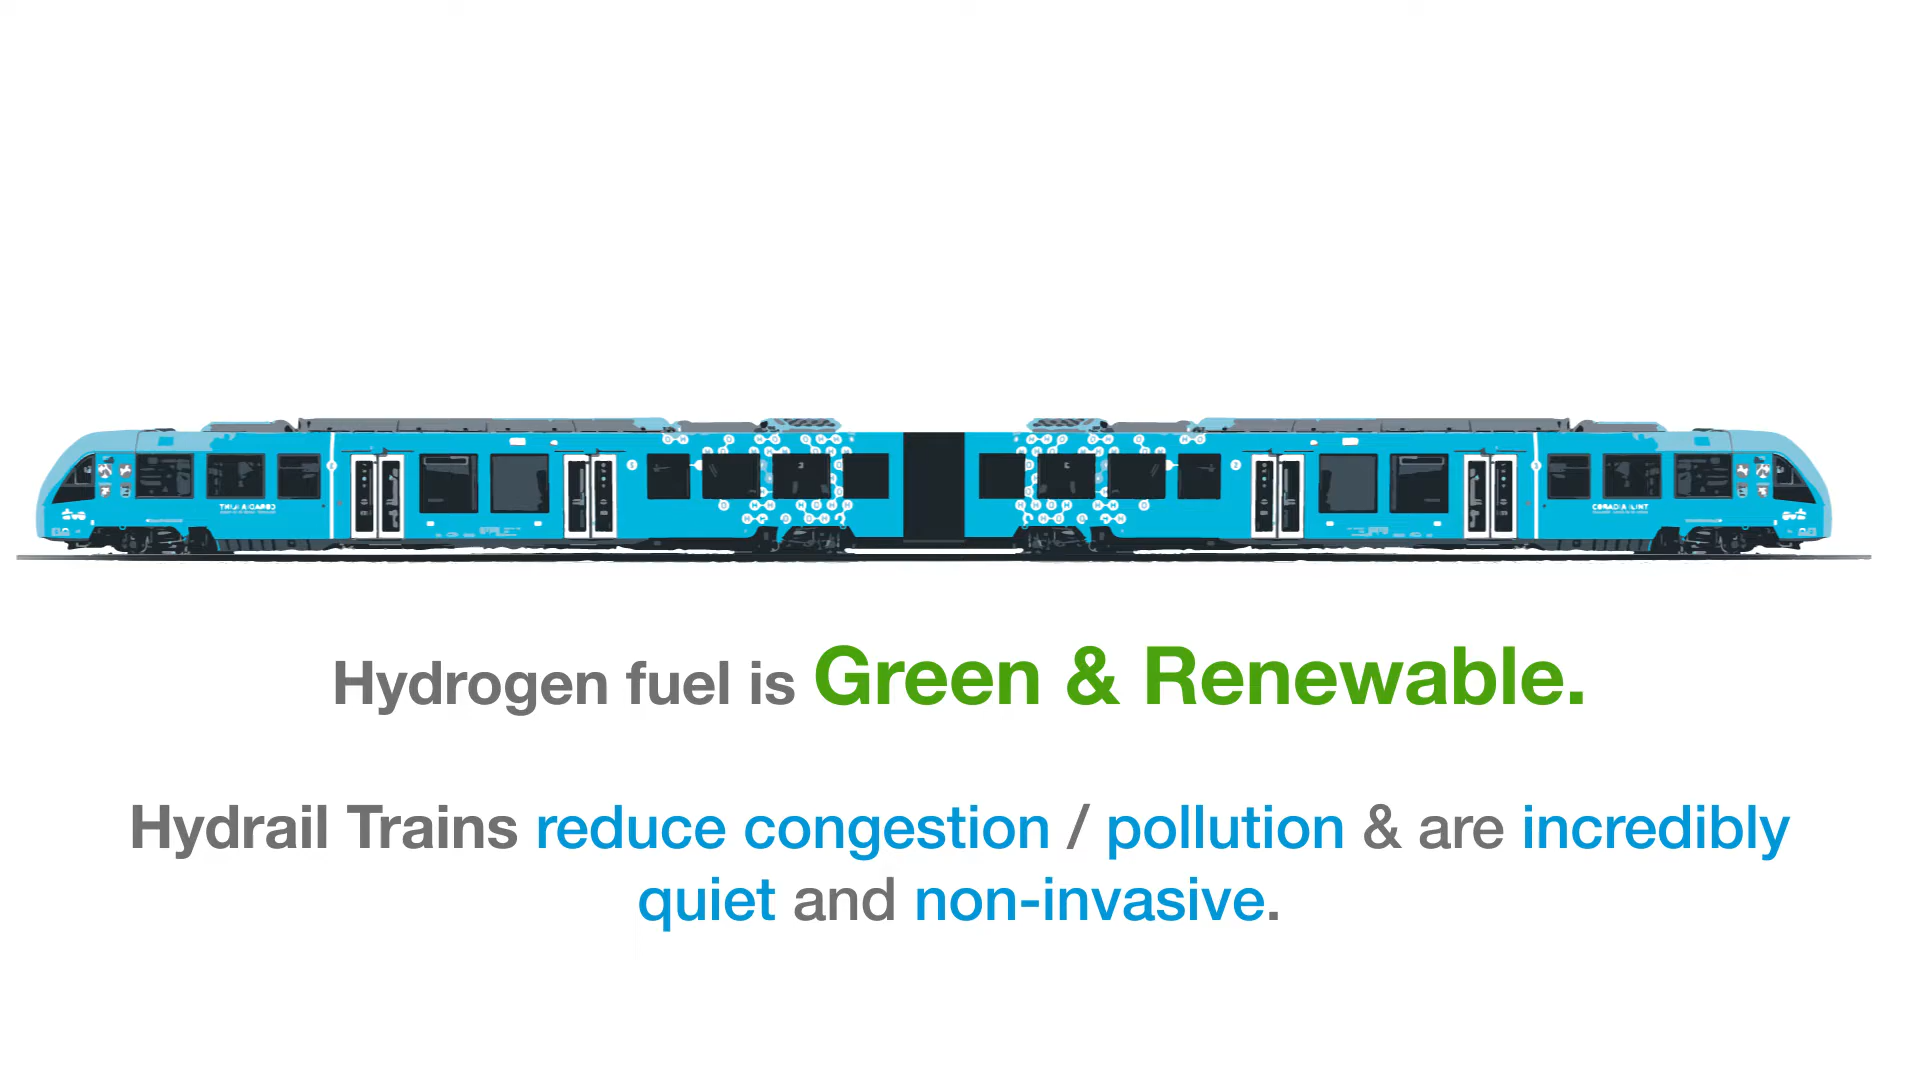 Hydrogen fuel is Green & Renewable.
Hydrail Trains reduce congestion / pollution & are incredibly
quiet and non-invasive.